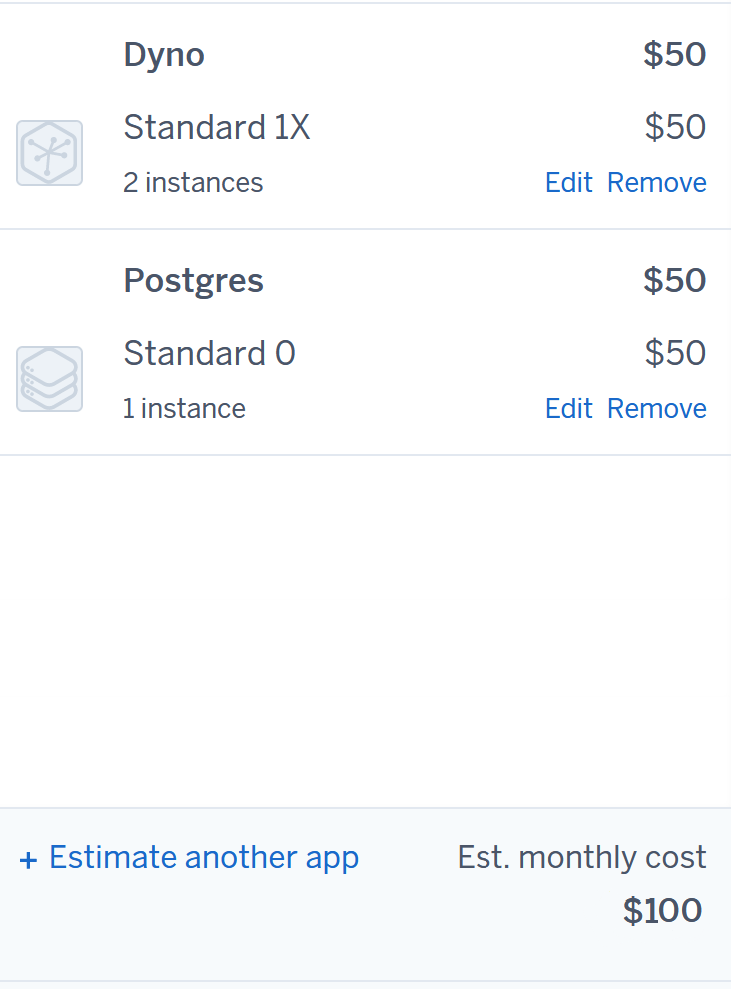 Dyno $50
Standard 1X $50
2 instances Edit Remove
Postgres $50
Standard 0 $50
1 instance Edit Remove
+ Estimate another app Est. monthly cost
$100